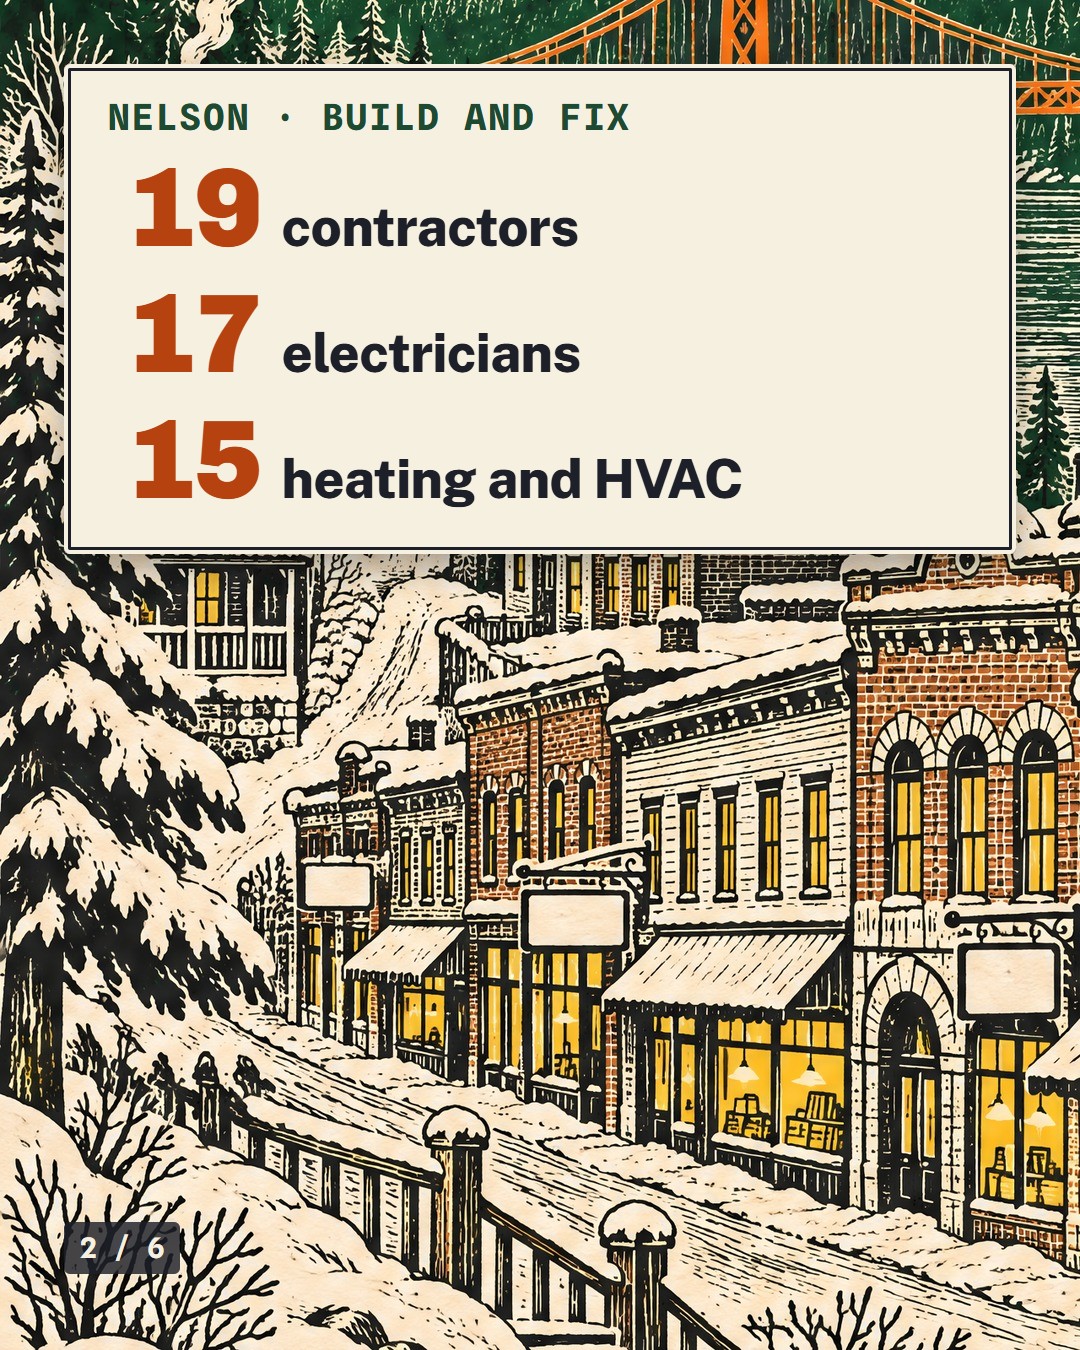 NELSON · BUILD AND FIX
19 contractors
17 electricians
15 heating and HVAC
2 / 6